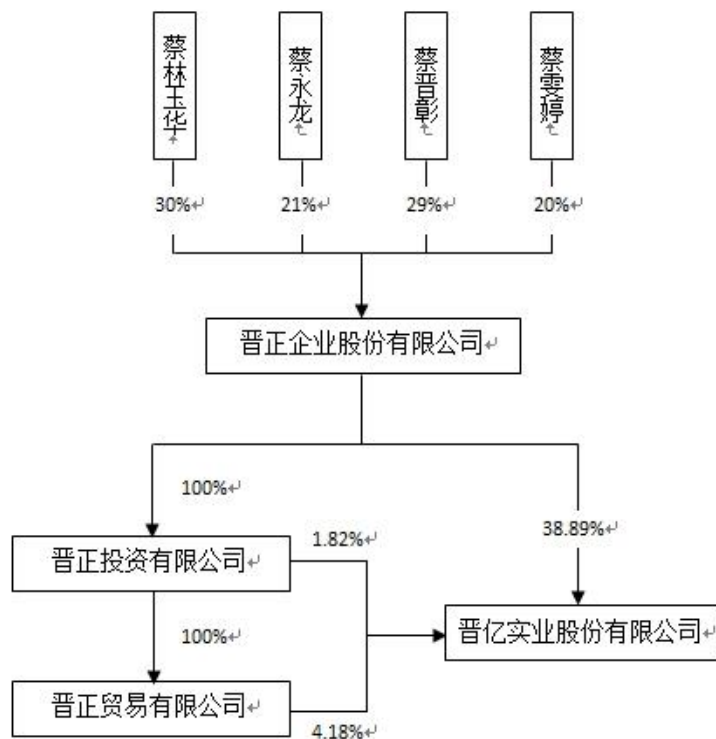 蔡林玉华
蔡永龙
蔡晋彰
蔡雯婷
30%
21%
29%
20%
晋正企业股份有限公司
100%
1.82%
38.89%
晋正投资有限公司
100%
晋亿实业股份有限公司
晋正贸易有限公司
4.18%